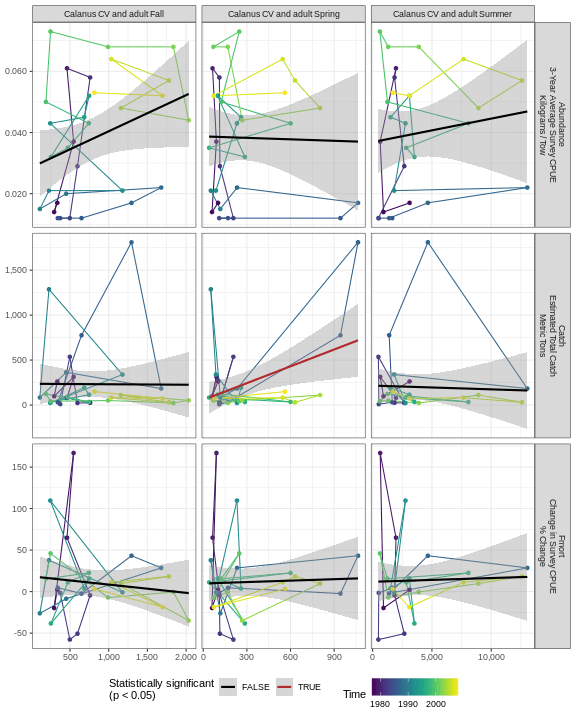 Calanus CV and adult Fall
Calanus CV and adult Spring
Calanus CV and adult Summer
0.060
0.040
0.020
Abundance
3-Year Average Survey CPUE
Kilograms / Tow
1,500
1,000
500
0
Catch
Estimated Total Catch
Metric Tons
150
100
50
0
-50
Fmort
Change in Survey CPUE
% Change
500 1,000 1,500 2,000
0 300 600 900
0 5,000 10,000
Statistically significant
(p < 0.05)
FALSE
TRUE
Time
1980 1990 2000